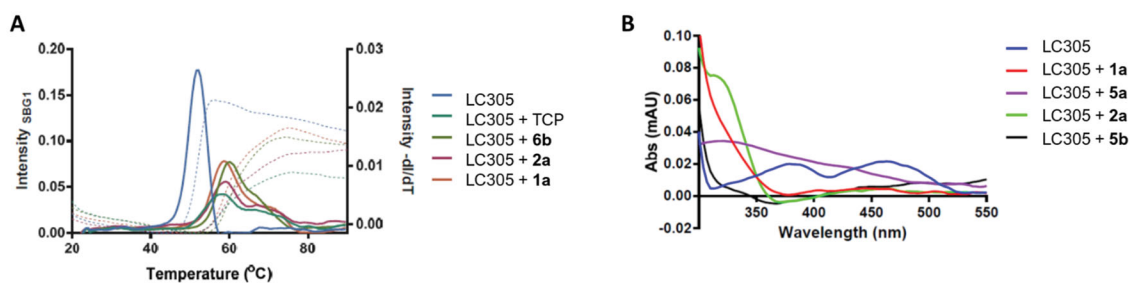 A
0.20
0.15
0.10
0.05
0.00
Intensity SBG1
0.03
0.02
0.01
0.00
Intensity -dI/dT
20
40
60
80
Temperature (°C)
LC305
LC305 + TCP
LC305 + 6b
LC305 + 2a
LC305 + 1a
B
0.10
0.08
0.06
0.04
0.02
0.00
-0.02
Abs (mAU)
350
400
450
500
550
Wavelength (nm)
LC305
LC305 + 1a
LC305 + 5a
LC305 + 2a
LC305 + 5b